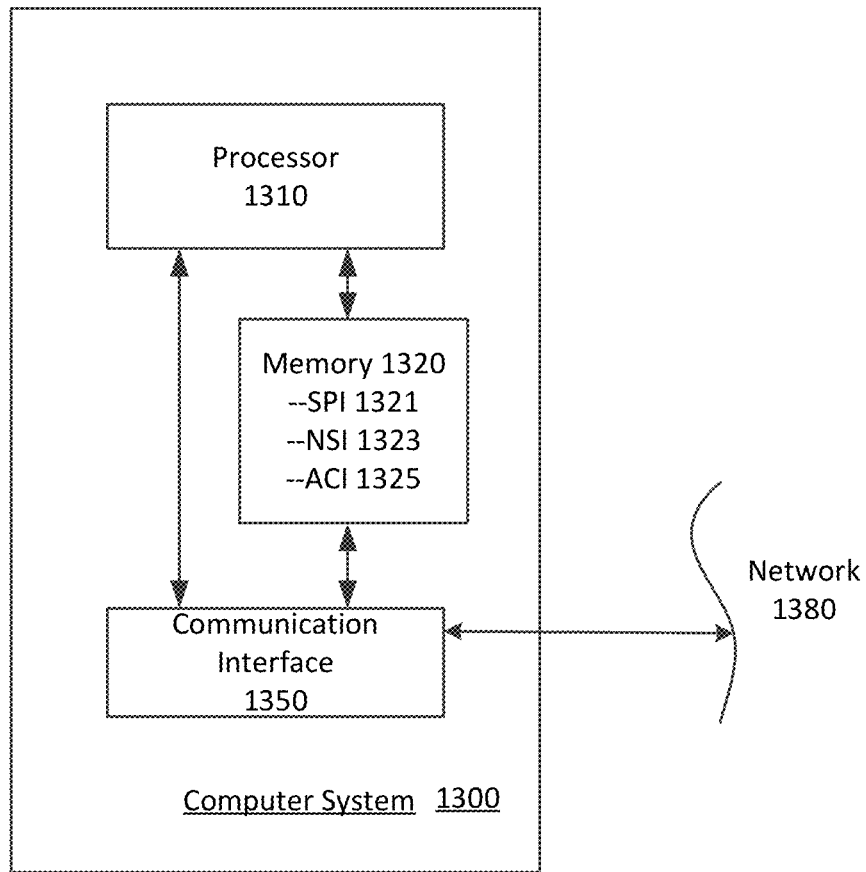 Processor
1310
Memory 1320
--SPI 1321
--NSI 1323
--ACI 1325
Network
1380
Communication
Interface
1350
Computer System 1300